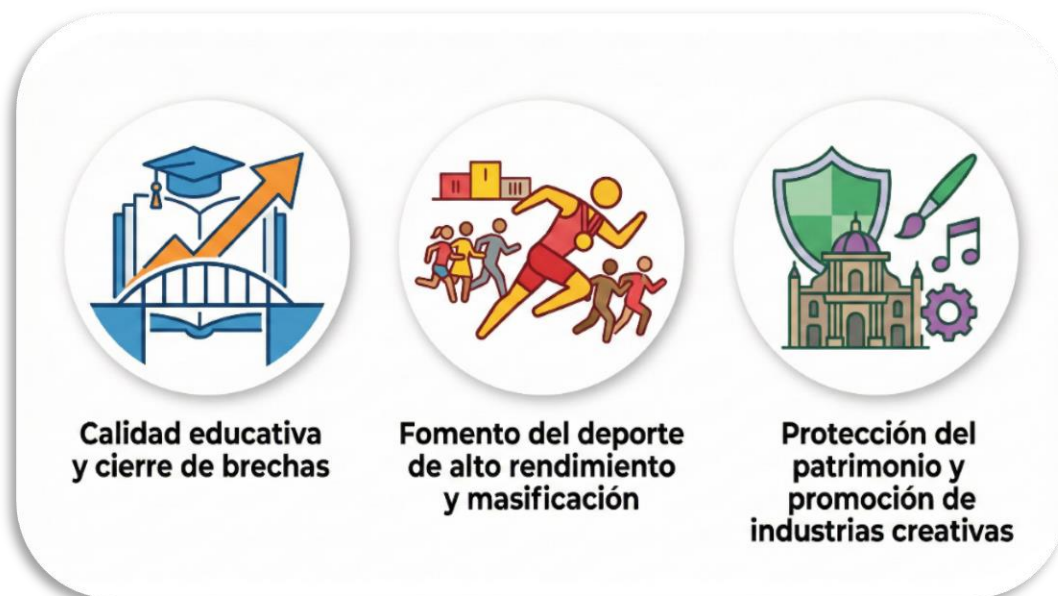 Calidad educativa
y cierre de brechas
Fomento del deporte
de alto rendimiento
y masificación
Protección del
patrimonio y
promoción de
industrias creativas